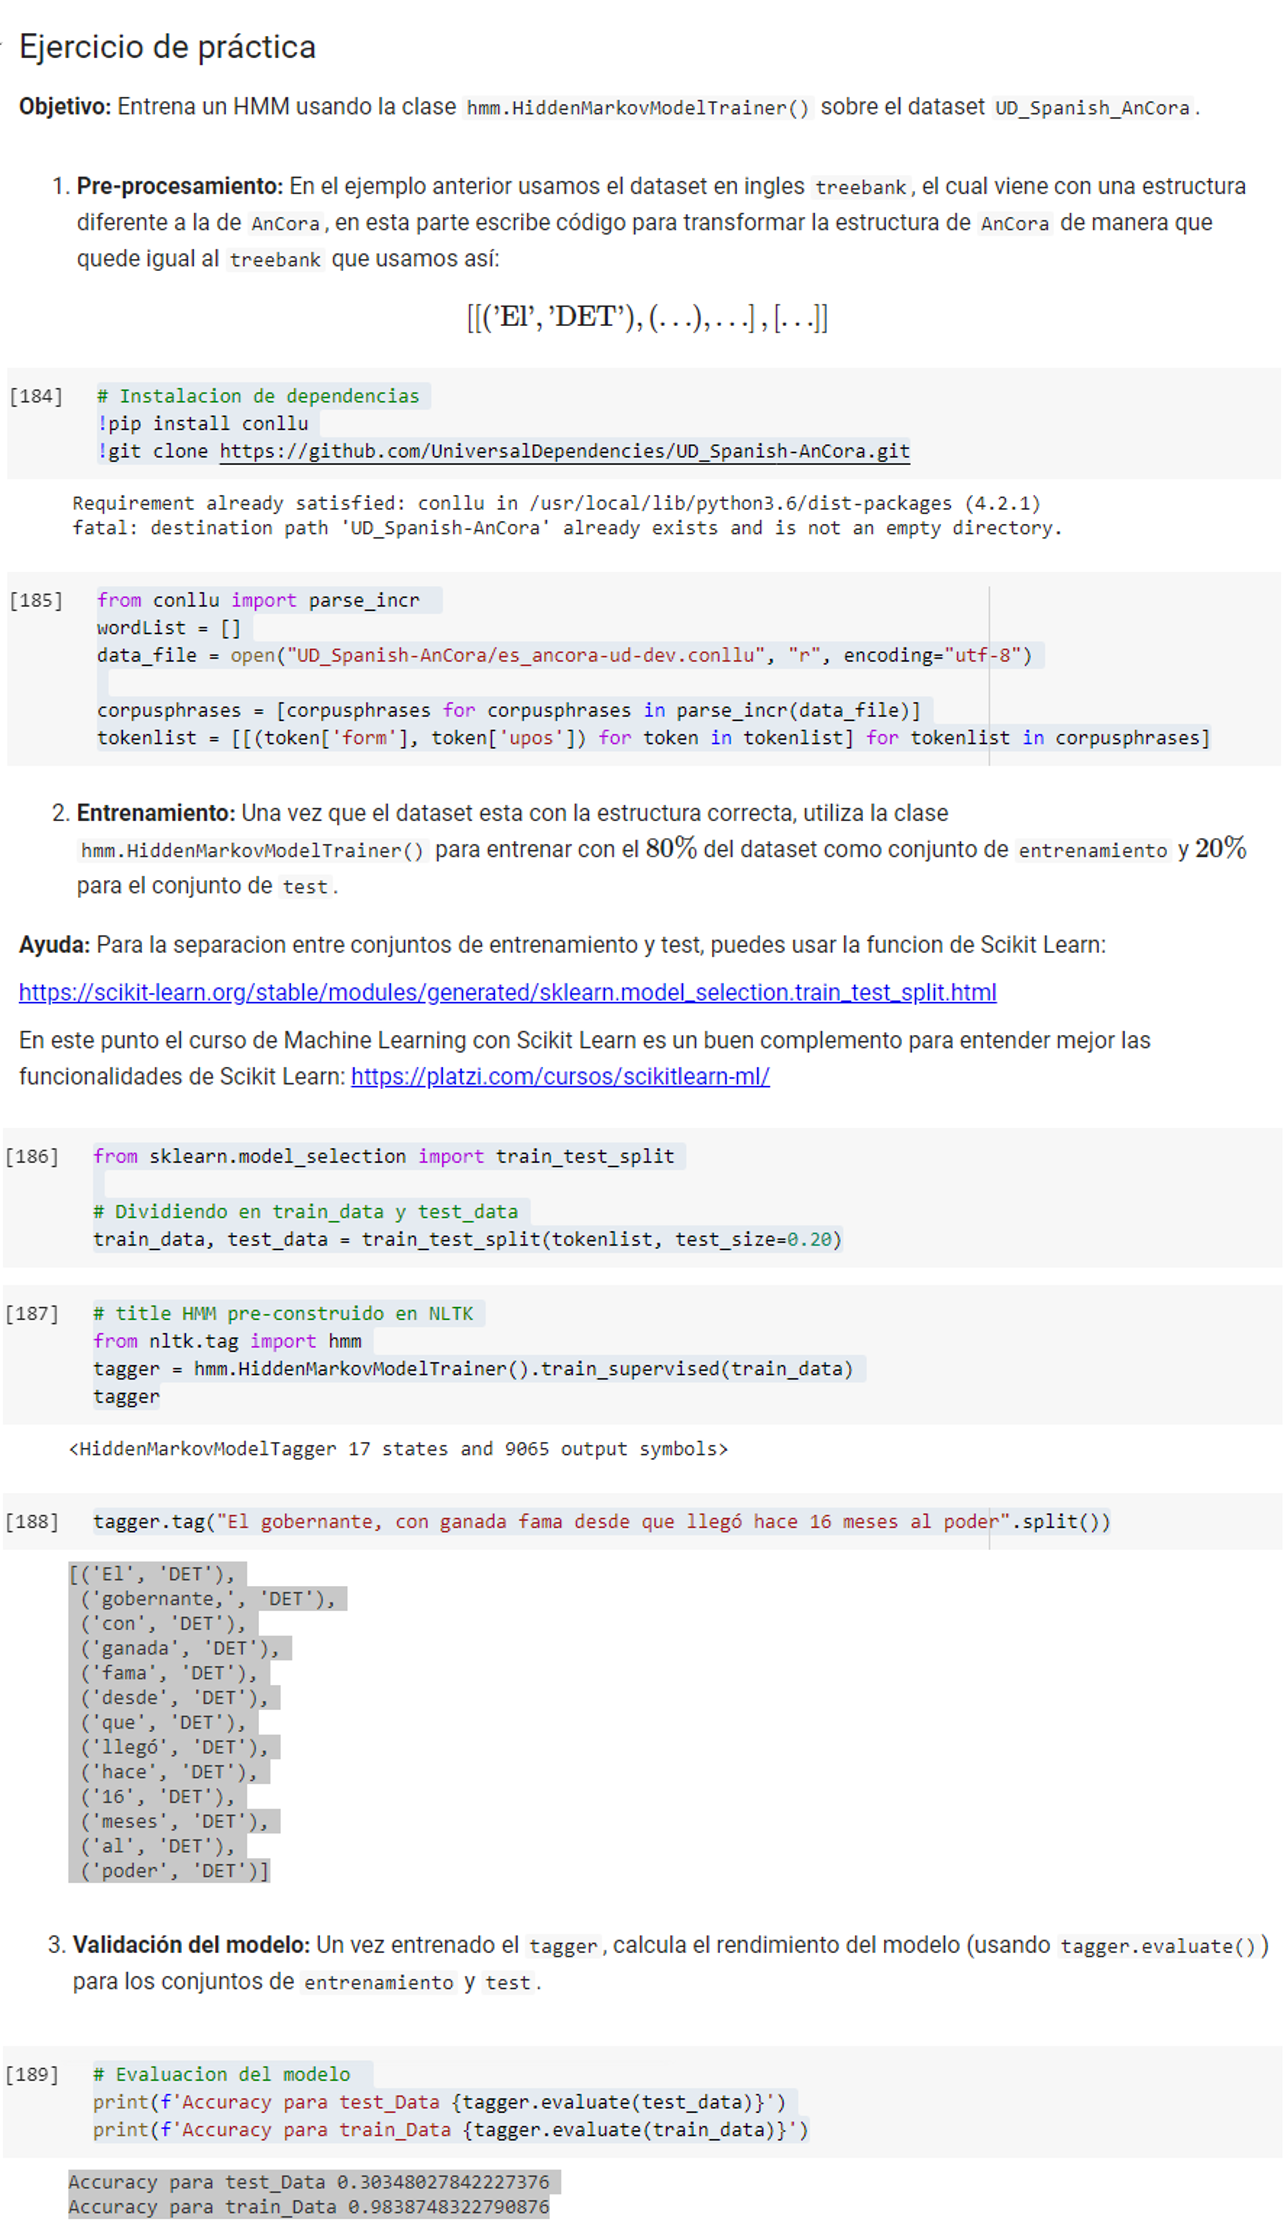 Ejercicio de práctica
Objetivo: Entrena un HMM usando la clase hmm.HiddenMarkovModelTrainer() sobre el dataset UD_Spanish_AnCora.
1. Pre-procesamiento: En el ejemplo anterior usamos el dataset en ingles treebank, el cual viene con una estructura
diferente a la de AnCora, en esta parte escribe código para transformar la estructura de AnCora de manera que
quede igual al treebank que usamos así:
[[('El', 'DET'), (…), …], […]]
[184] # Instalacion de dependencias
!pip install conllu
!git clone https://github.com/UniversalDependencies/UD_Spanish-AnCora.git
Requirement already satisfied: conllu in /usr/local/lib/python3.6/dist-packages (4.2.1)
fatal: destination path 'UD_Spanish-AnCora' already exists and is not an empty directory.
[185] from conllu import parse_incr
wordList = []
data_file = open("UD_Spanish-AnCora/es_ancora-ud-dev.conllu", "r", encoding="utf-8")
corpusphrases = [corpusphrases for corpusphrases in parse_incr(data_file)]
tokenlist = [[(token['form'], token['upos']) for token in tokenlist] for tokenlist in corpusphrases]
2. Entrenamiento: Una vez que el dataset esta con la estructura correcta, utiliza la clase
hmm.HiddenMarkovModelTrainer() para entrenar con el 80% del dataset como conjunto de entrenamiento y 20%
para el conjunto de test.
Ayuda: Para la separacion entre conjuntos de entrenamiento y test, puedes usar la funcion de Scikit Learn:
https://scikit-learn.org/stable/modules/generated/sklearn.model_selection.train_test_split.html
En este punto el curso de Machine Learning con Scikit Learn es un buen complemento para entender mejor las
funcionalidades de Scikit Learn: https://platzi.com/cursos/scikitlearn-ml/
[186] from sklearn.model_selection import train_test_split
# Dividiendo en train_data y test_data
train_data, test_data = train_test_split(tokenlist, test_size=0.20)
[187] # title HMM pre-construido en NLTK
from nltk.tag import hmm
tagger = hmm.HiddenMarkovModelTrainer().train_supervised(train_data)
tagger
<HiddenMarkovModelTagger 17 states and 9065 output symbols>
[188] tagger.tag("El gobernante, con ganada fama desde que llegó hace 16 meses al poder".split())
[('El', 'DET'),
('gobernante,', 'DET'),
('con', 'DET'),
('ganada', 'DET'),
('fama', 'DET'),
('desde', 'DET'),
('que', 'DET'),
('llegó', 'DET'),
('hace', 'DET'),
('16', 'DET'),
('meses', 'DET'),
('al', 'DET'),
('poder', 'DET')]
3. Validación del modelo: Un vez entrenado el tagger, calcula el rendimiento del modelo (usando tagger.evaluate())
para los conjuntos de entrenamiento y test.
[189] # Evaluacion del modelo
print(f'Accuracy para test_Data {tagger.evaluate(test_data)}')
print(f'Accuracy para train_Data {tagger.evaluate(train_data)}')
Accuracy para test_Data 0.30348027842227376
Accuracy para train_Data 0.9838748322790876